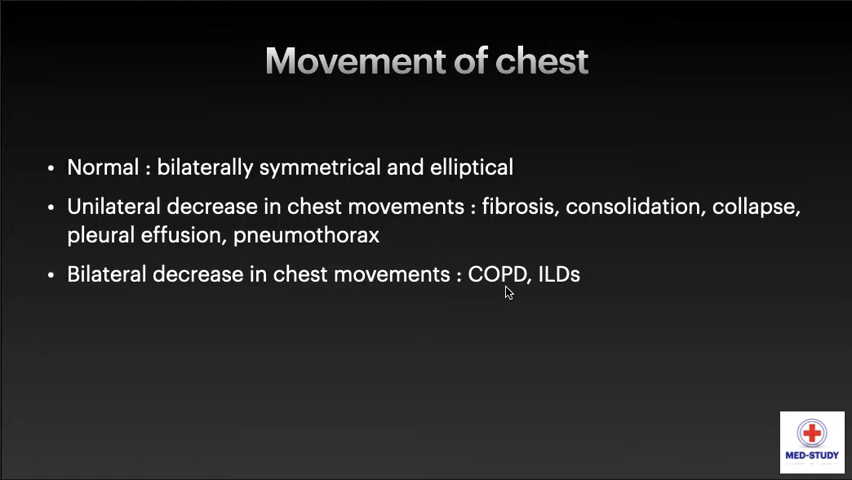 Movement of chest
• Normal : bilaterally symmetrical and elliptical
• Unilateral decrease in chest movements : fibrosis, consolidation, collapse,
pleural effusion, pneumothorax
• Bilateral decrease in chest movements : COPD, ILDs
MED-STUDY